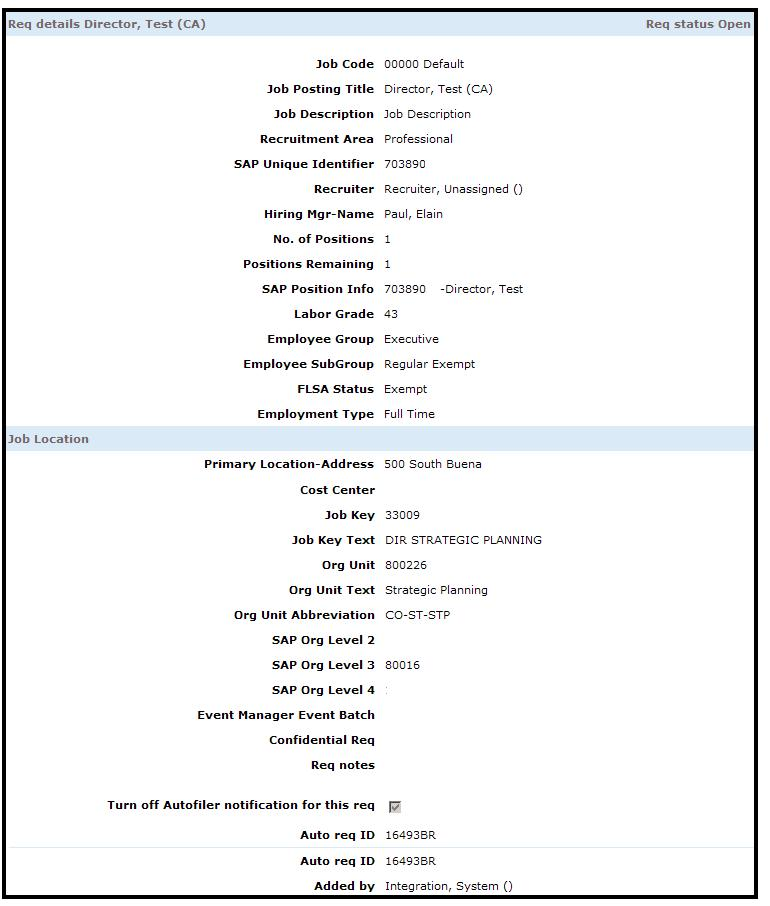 Req details Director, Test (CA) Req status Open
Job Code 00000 Default
Job Posting Title Director, Test (CA)
Job Description Job Description
Recruitment Area Professional
SAP Unique Identifier 703890
Recruiter Recruiter, Unassigned ()
Hiring Mgr-Name Paul, Elain
No. of Positions 1
Positions Remaining 1
SAP Position Info 703890 -Director, Test
Labor Grade 43
Employee Group Executive
Employee SubGroup Regular Exempt
FLSA Status Exempt
Employment Type Full Time
Job Location
Primary Location-Address 500 South Buena
Cost Center
Job Key 33009
Job Key Text DIR STRATEGIC PLANNING
Org Unit 800226
Org Unit Text Strategic Planning
Org Unit Abbreviation CO-ST-STP
SAP Org Level 2
SAP Org Level 3 80016
SAP Org Level 4
Event Manager Event Batch
Confidential Req
Req notes
Turn off Autofiler notification for this req
Auto req ID 16493BR
Auto req ID 16493BR
Added by Integration, System ()